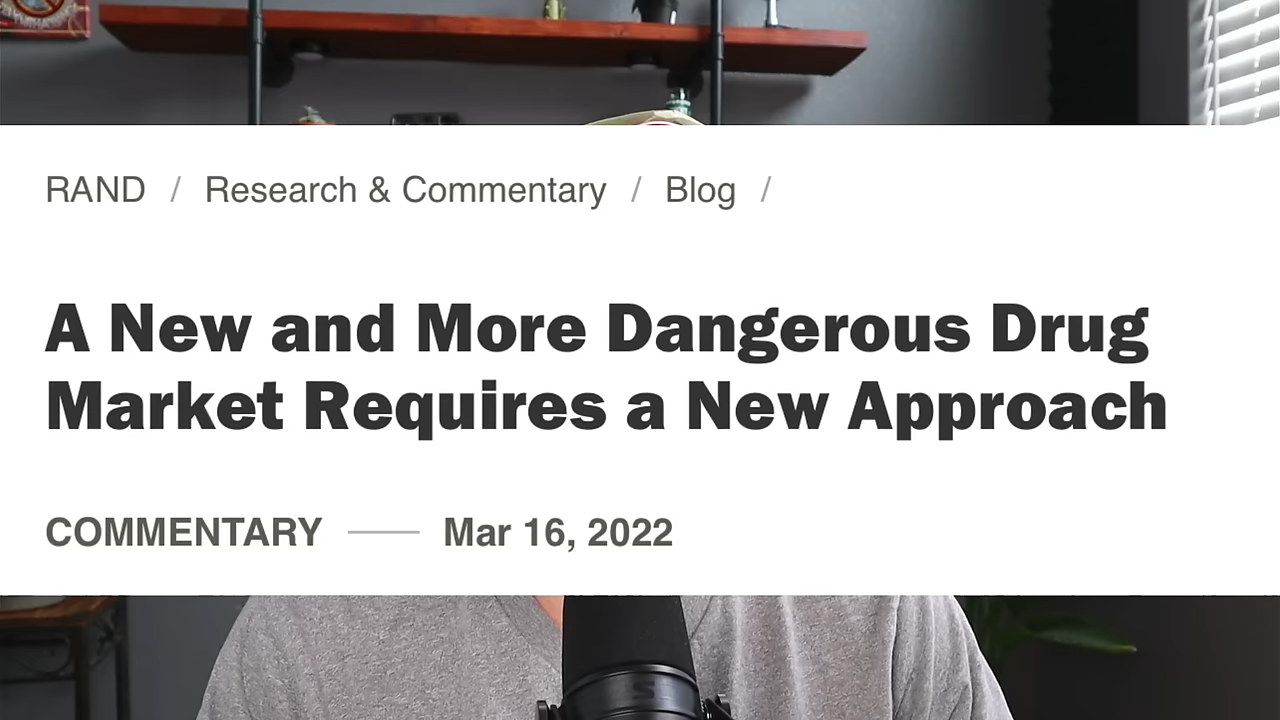 RAND / Research & Commentary / Blog /
A New and More Dangerous Drug
Market Requires a New Approach
COMMENTARY — Mar 16, 2022